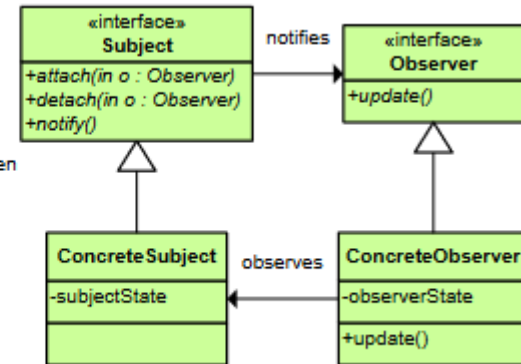 «interface»
Subject
+attach(in o : Observer)
+detach(in o : Observer)
+notify()
notifies
«interface»
Observer
+update()
en
ConcreteSubject
-subjectState
observes
ConcreteObserver
-observerState
+update()